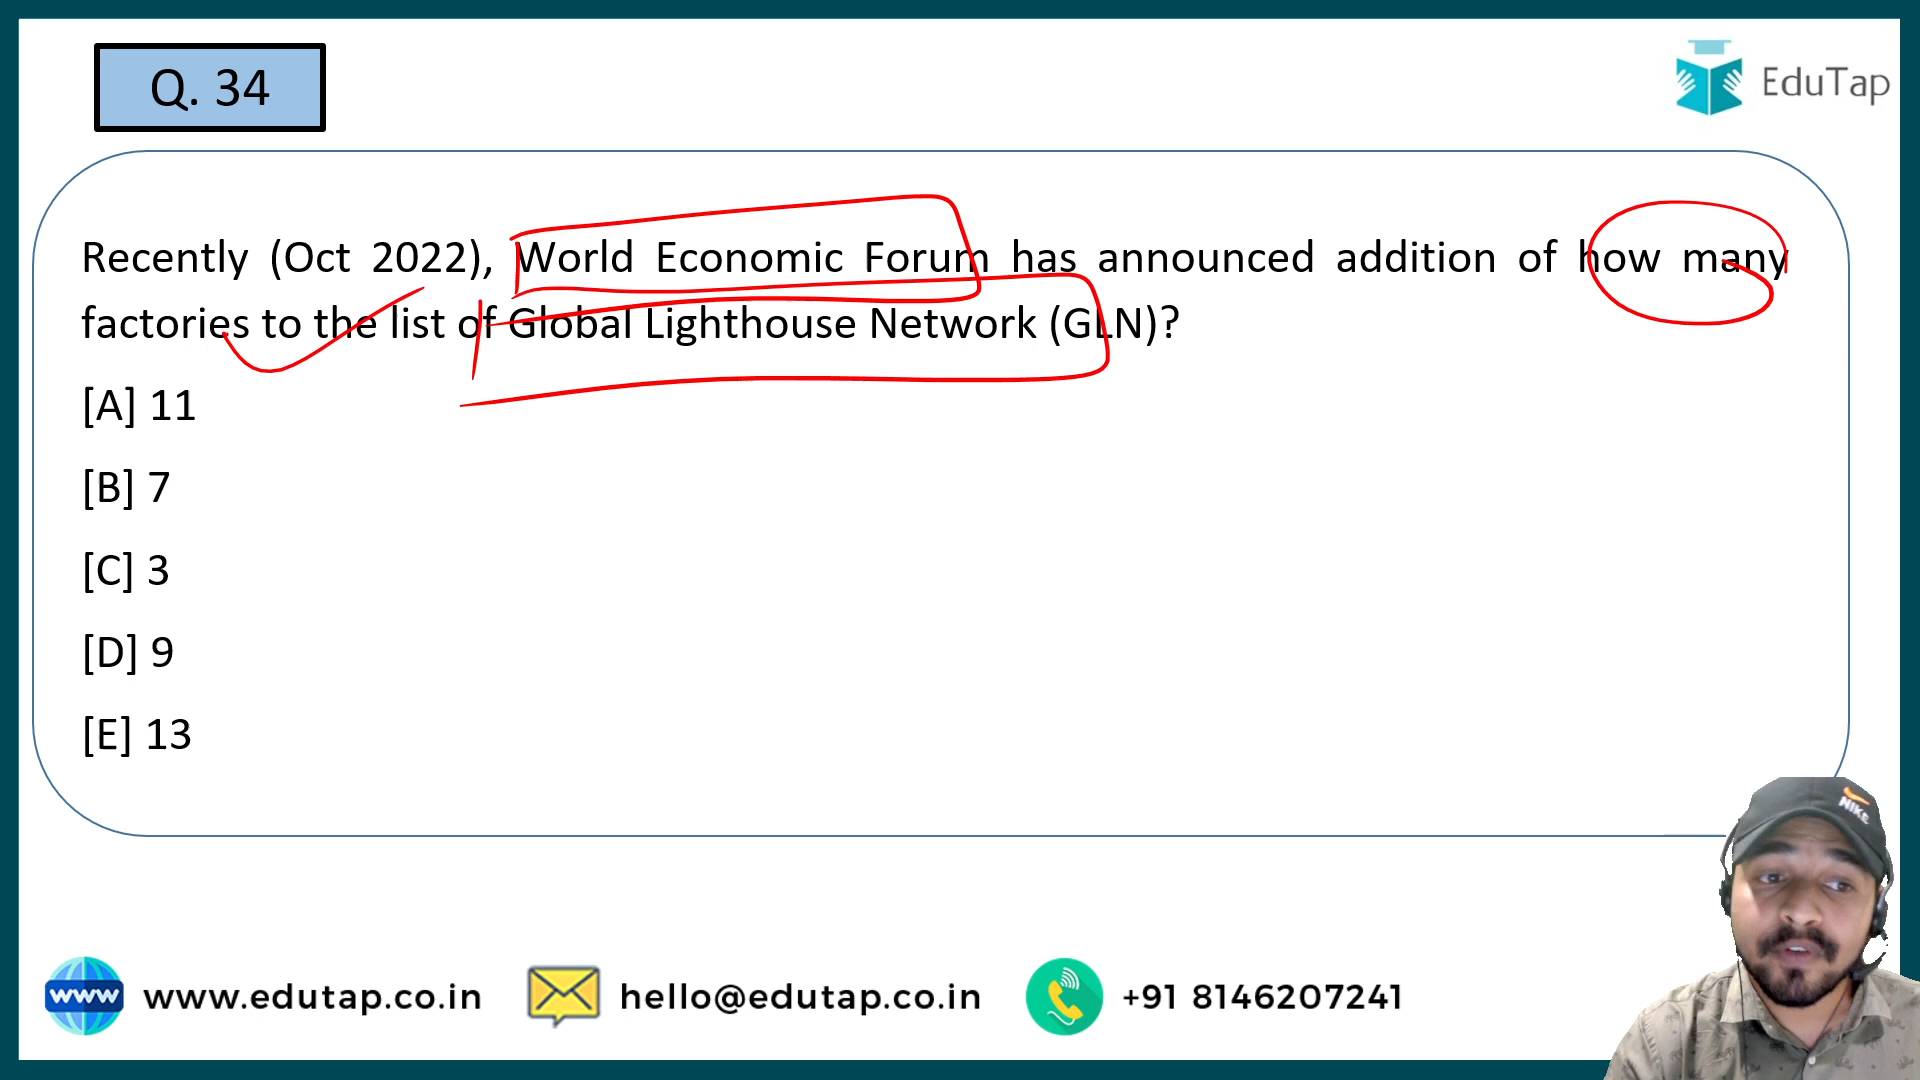 Q. 34
EduTap
Recently (Oct 2022), World Economic Forum has announced addition of how many
factories to the list of Global Lighthouse Network (GLN)?
[A] 11
[B] 7
[C] 3
[D] 9
[E] 13
NIKE
www www.edutap.co.in hello@edutap.co.in +91 8146207241